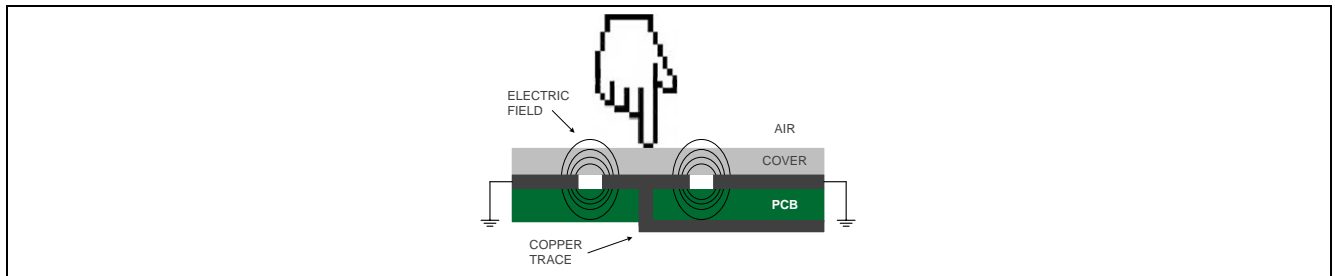 ELECTRIC
FIELD
AIR
COVER
PCB
COPPER
TRACE